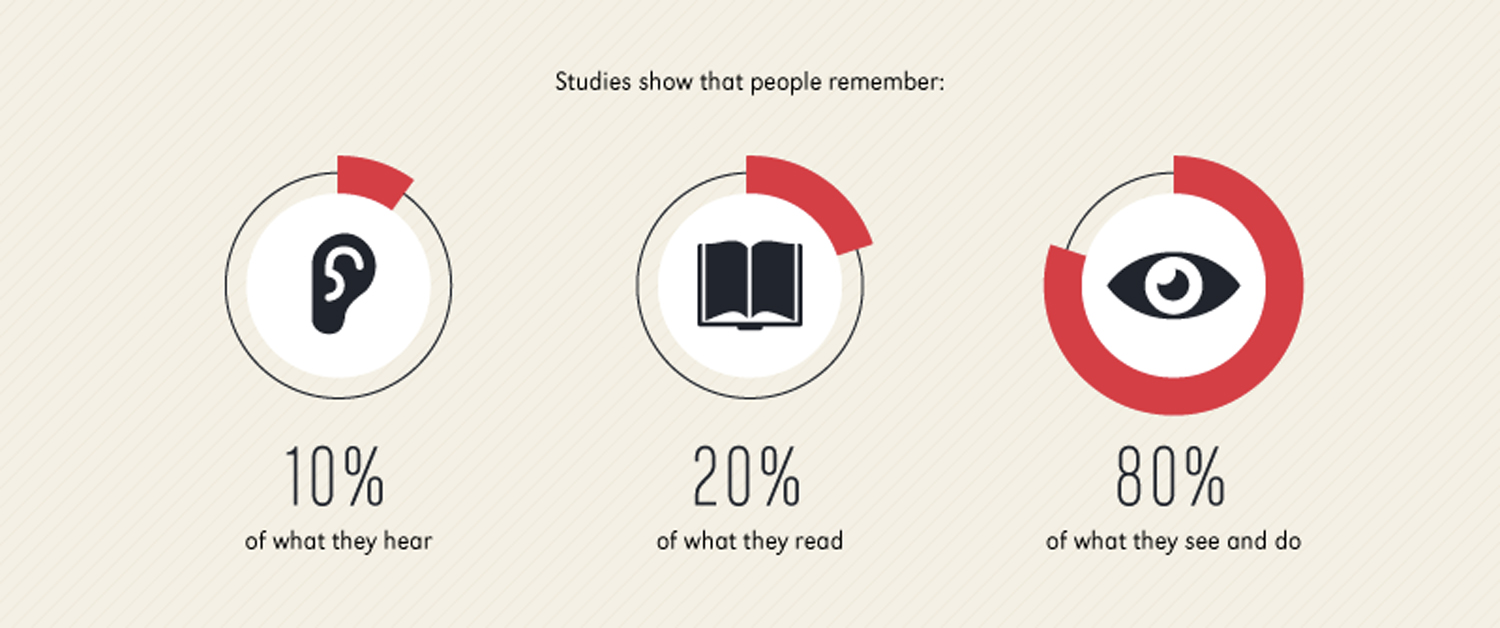 Studies show that people remember:
10%
of what they hear
20%
of what they read
80%
of what they see and do